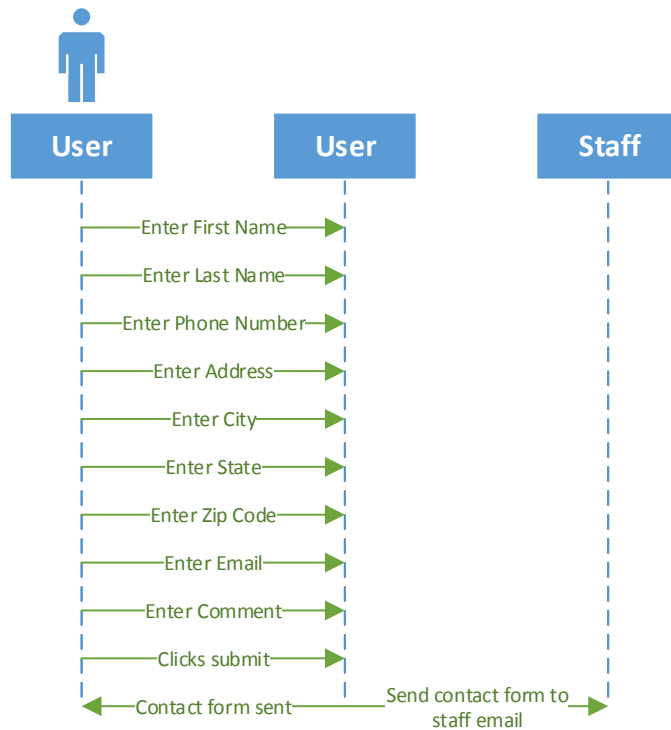 User
User
Staff
Enter First Name
Enter Last Name
Enter Phone Number
Enter Address
Enter City
Enter State
Enter Zip Code
Enter Email
Enter Comment
Clicks submit
Contact form sent
Send contact form to
staff email